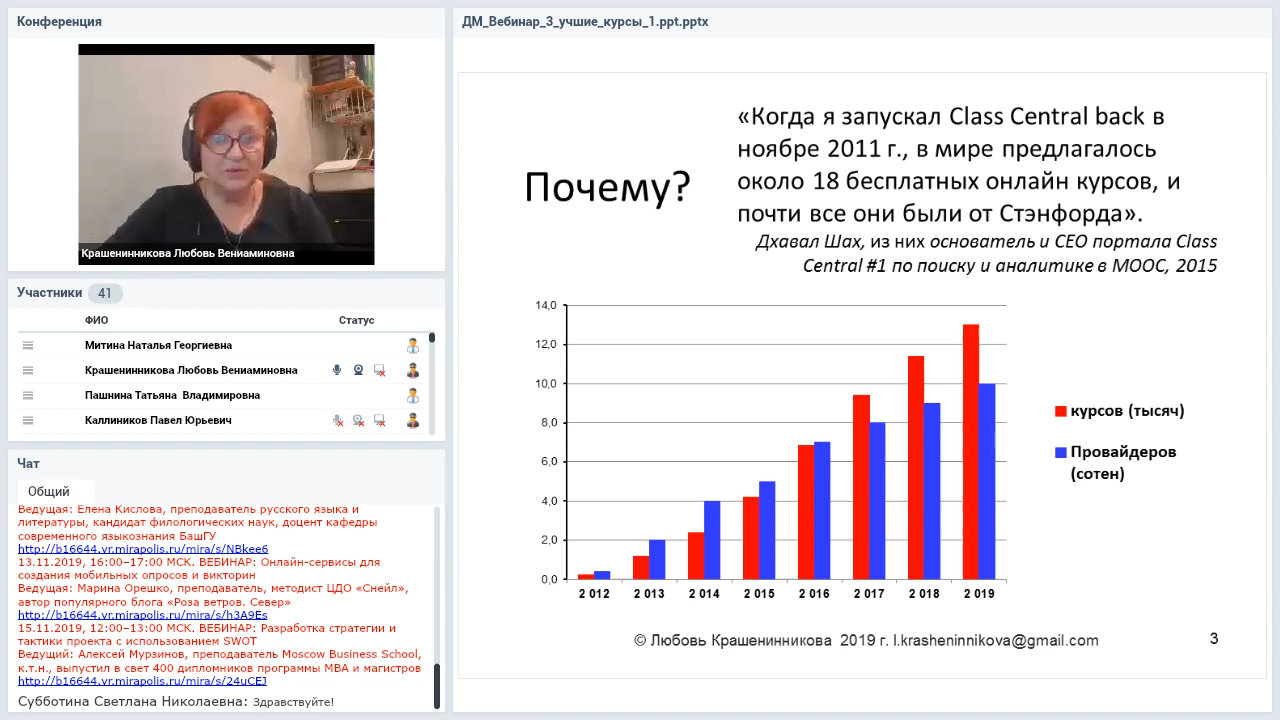 Конференция
Крашенинникова Любовь Вениаминовна
Участники 41
ФИО Статус
Митина Наталья Георгиевна
Крашенинникова Любовь Вениаминовна
Пашнина Татьяна Владимировна
Каллиников Павел Юрьевич
Чат
Общий
Ведущая: Елена Кислова, преподаватель русского языка и
литературы, кандидат филологических наук, доцент кафедры
современного языкознания БашГУ
http://b16644.vr.mirapolis.ru/mira/s/NBkee6
13.11.2019, 16:00–17:00 МСК. ВЕБИНАР: Онлайн-сервисы для
создания мобильных опросов и викторин
Ведущая: Марина Орешко, преподаватель, методист ЦДО «Снейл»,
автор популярного блога «Роза ветров. Север»
http://b16644.vr.mirapolis.ru/mira/s/h3A9Es
15.11.2019, 12:00–13:00 МСК. ВЕБИНАР: Разработка стратегии и
тактики проекта с использованием SWOT
Ведущий: Алексей Мурзинов, преподаватель Moscow Business School,
к.т.н., выпустил в свет 400 дипломников программы МВА и магистров
http://b16644.vr.mirapolis.ru/mira/s/24uCEJ
Субботина Светлана Николаевна: Здравствуйте!
ДМ_Вебинар_3_учшие_курсы_1.ppt.pptx
Почему?
«Когда я запускал Class Central back в
ноябре 2011 г., в мире предлагалось
около 18 бесплатных онлайн курсов, и
почти все они были от Стэнфорда».
Дхавал Шах, из них основатель и CEO портала Class
Central #1 по поиску и аналитике в МООС, 2015
14,0
12,0
10,0
8,0
6,0
4,0
2,0
0,0
2 012 2 013 2 014 2 015 2 016 2 017 2 018 2 019
курсов (тысяч)
Провайдеров
(сотен)
© Любовь Крашенинникова 2019 г. l.krasheninnikova@gmail.com
3